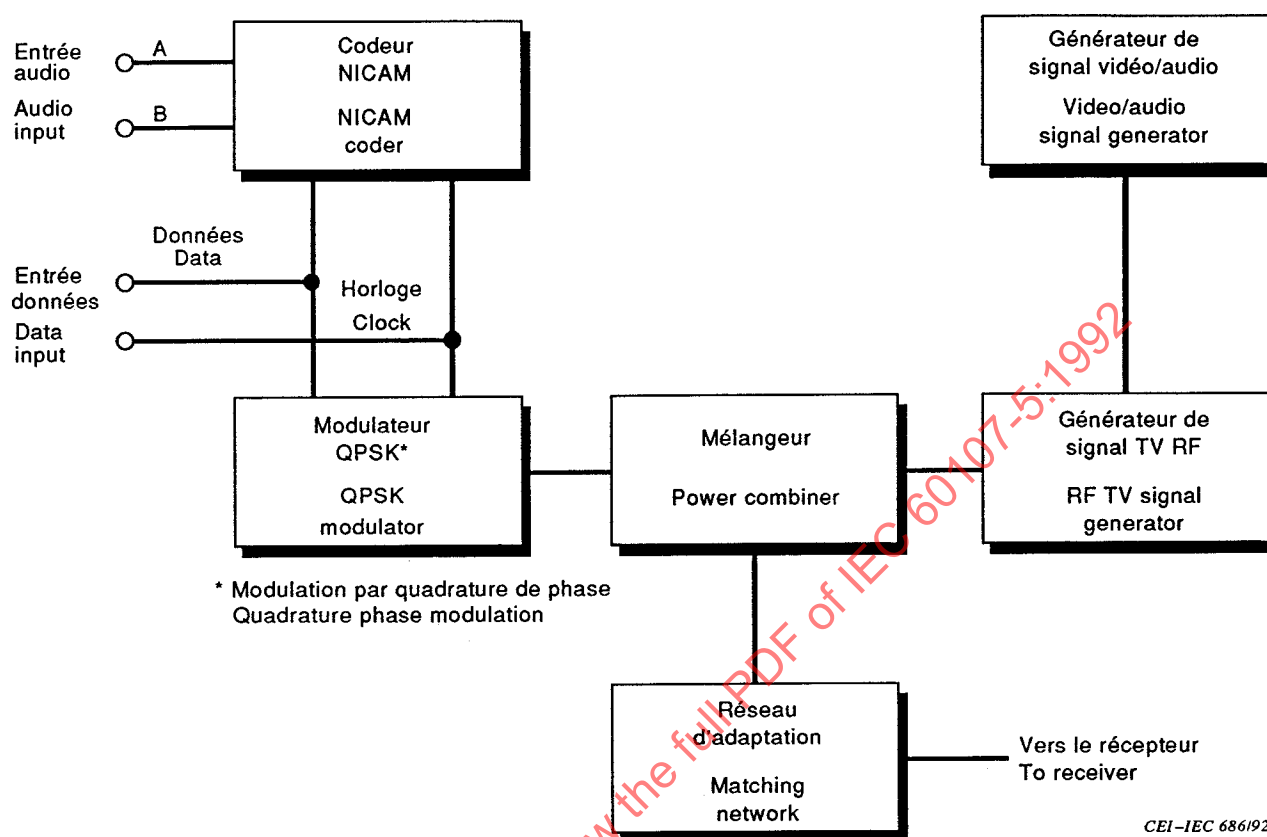 Entrée
audio
Audio
input
A
B
Codeur
NICAM
NICAM
coder
Générateur de
signal vidéo/audio
Video/audio
signal generator
Données
Data
Entrée
données
Data
input
Horloge
Clock
Modulateur
QPSK*
QPSK
modulator
Mélangeur
Power combiner
Générateur de
signal TV RF
RF TV signal
generator
* Modulation par quadrature de phase
Quadrature phase modulation
Réseau
d'adaptation
Matching
network
Vers le récepteur
To receiver
CEI–IEC 686/92
w the full PDF of IEC 60107-5:1992